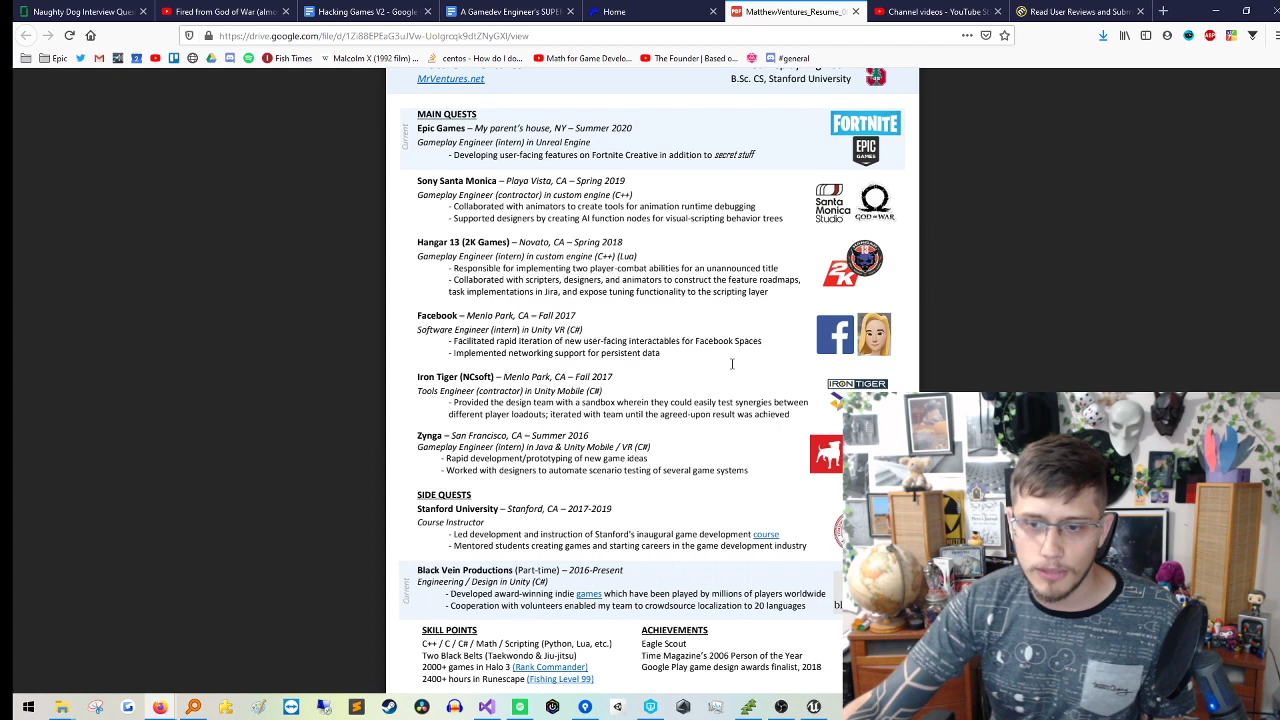 Naughty Dog Interview Ques
Fired from God of War (almo
Hacking Games V2 - Google
A Gamedev Engineer's SUPE
Home
MatthewVentures_Resume_0
Channel videos - YouTube St
Read User Reviews and Subm
https://drive.google.com/file/d/1Zi88EPEaG3uJVw-UoIgrcqk9dtZNyGXI/view
Epic
Fish Times
Malcolm X (1992 film) ...
centos - How do I do...
Math for Game Develo...
The Founder | Based o...
#general
MrVentures.net
B.Sc. CS, Stanford University
MAIN QUESTS
Current
Epic Games – My parent's house, NY – Summer 2020
Gameplay Engineer (intern) in Unreal Engine
- Developing user-facing features on Fortnite Creative in addition to secret stuff
FORTNITE
EPIC
GAMES
Sony Santa Monica – Playa Vista, CA – Spring 2019
Gameplay Engineer (contractor) in custom engine (C++)
- Collaborated with animators to create tools for animation runtime debugging
- Supported designers by creating AI function nodes for visual-scripting behavior trees
Santa
Monica
Studio
GOD OF WAR
Hangar 13 (2K Games) – Novato, CA – Spring 2018
Gameplay Engineer (intern) in custom engine (C++) (Lua)
- Responsible for implementing two player-combat abilities for an unannounced title
- Collaborated with scripters, designers, and animators to construct the feature roadmaps,
task implementations in Jira, and expose tuning functionality to the scripting layer
13
2K
Facebook – Menlo Park, CA – Fall 2017
Software Engineer (intern) in Unity VR (C#)
- Facilitated rapid iteration of new user-facing interactables for Facebook Spaces
- Implemented networking support for persistent data
f
Iron Tiger (NCsoft) – Menlo Park, CA – Fall 2017
Tools Engineer (contractor) in Unity Mobile (C#)
- Provided the design team with a sandbox wherein they could easily test synergies between
different player loadouts; iterated with team until the agreed-upon result was achieved
IRON TIGER
Zynga – San Francisco, CA – Summer 2016
Gameplay Engineer (intern) in Java & Unity Mobile / VR (C#)
- Rapid development/prototyping of new game ideas
- Worked with designers to automate scenario testing of several game systems
SIDE QUESTS
Stanford University – Stanford, CA – 2017-2019
Course Instructor
- Led development and instruction of Stanford's inaugural game development course
- Mentored students creating games and starting careers in the game development industry
Current
Black Vein Productions (Part-time) – 2016-Present
Engineering / Design in Unity (C#)
- Developed award-winning indie games which have been played by millions of players worldwide
- Cooperation with volunteers enabled my team to crowdsource localization to 20 languages
bl
SKILL POINTS
C++ / C / C# / Math / Scripting (Python, Lua, etc.)
Two Black Belts (Taekwondo & Jiu-jitsu)
2000+ games in Halo 3 (Rank Commander)
2400+ hours in Runescape (Fishing Level 99)
ACHIEVEMENTS
Eagle Scout
Time Magazine's 2006 Person of the Year
Google Play game design awards finalist, 2018